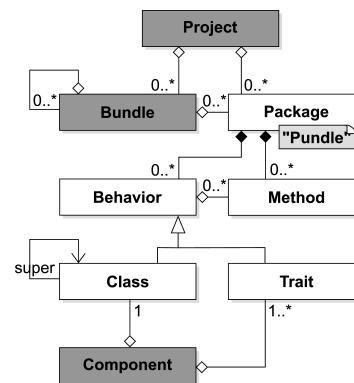 Project
0..* 0..*
0..* Bundle 0..* Package
"Pundle"
0..* 0..*
Behavior 0..* Method
super Class Trait
1 1..*
Component